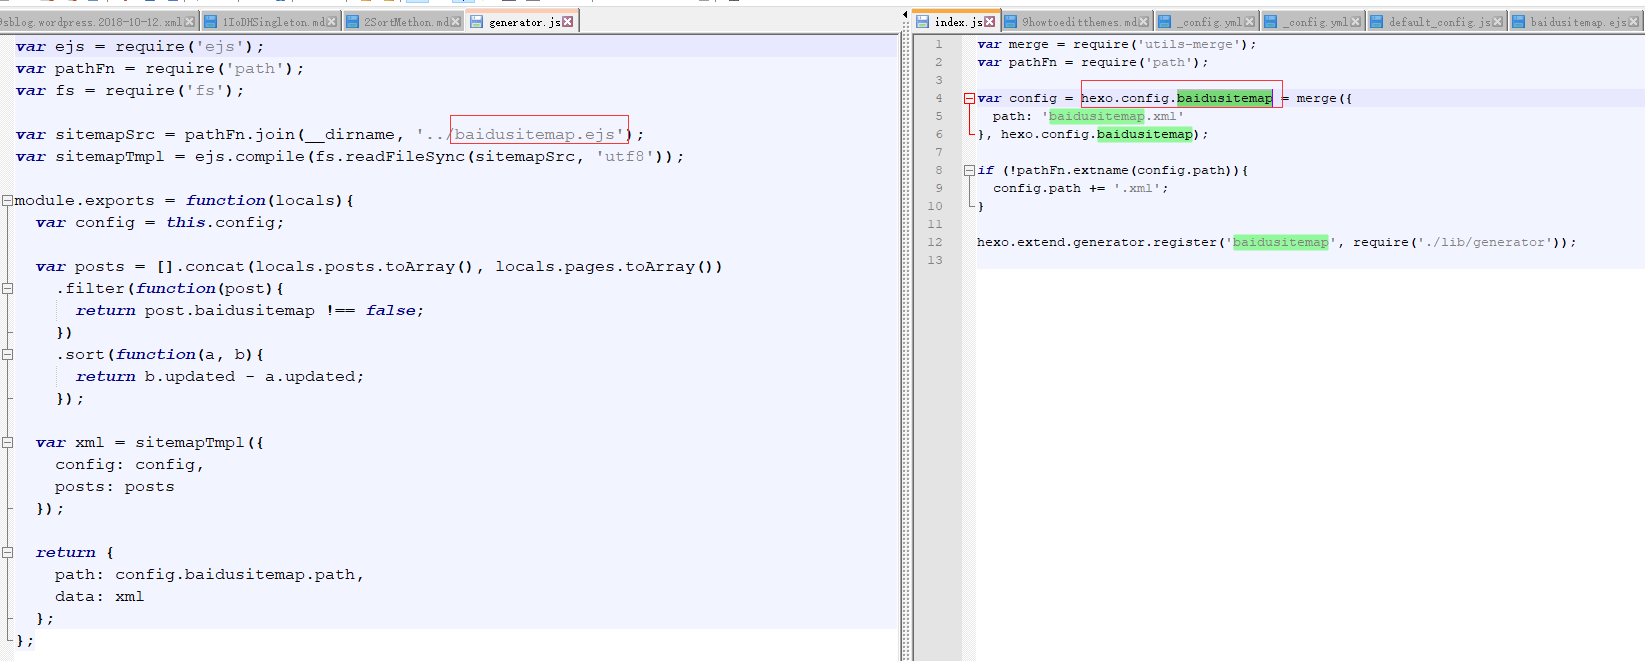 9sblog.wordpress.2018-10-12.xml 1IoDHSingleton.md 2SortMethon.md generator.js
var ejs = require('ejs');
var pathFn = require('path');
var fs = require('fs');
var sitemapSrc = pathFn.join(__dirname, '../baidusitemap.ejs');
var sitemapTmpl = ejs.compile(fs.readFileSync(sitemapSrc, 'utf8'));
module.exports = function(locals){
var config = this.config;
var posts = [].concat(locals.posts.toArray(), locals.pages.toArray())
.filter(function(post){
return post.baidusitemap !== false;
})
.sort(function(a, b){
return b.updated - a.updated;
});
var xml = sitemapTmpl({
config: config,
posts: posts
});
return {
path: config.baidusitemap.path,
data: xml
};
};
index.js 9howtoeditthemes.md _config.yml _config.yml default_config.js baidusitemap.ejs
1 var merge = require('utils-merge');
2 var pathFn = require('path');
3
4 var config = hexo.config.baidusitemap = merge({
5 path: 'baidusitemap.xml'
6 }, hexo.config.baidusitemap);
7
8 if (!pathFn.extname(config.path)){
9 config.path += '.xml';
10 }
11
12 hexo.extend.generator.register('baidusitemap', require('./lib/generator'));
13